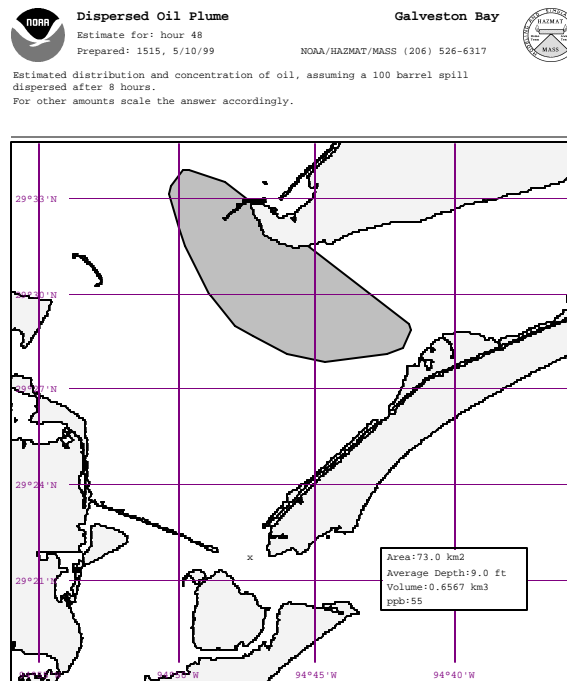 NOAA
Dispersed Oil Plume
Galveston Bay
Estimate for: hour 48
Prepared: 1515, 5/10/99
NOAA/HAZMAT/MASS (206) 526-6317
HAZMAT
MASS
Estimated distribution and concentration of oil, assuming a 100 barrel spill
dispersed after 8 hours.
For other amounts scale the answer accordingly.
29°33'N
29°30'N
29°27'N
29°24'N
x
29°21'N
Area:73.0 km2
Average Depth:9.0 ft
Volume:0.6567 km3
ppb:55
94°50'W
94°45'W
94°40'W